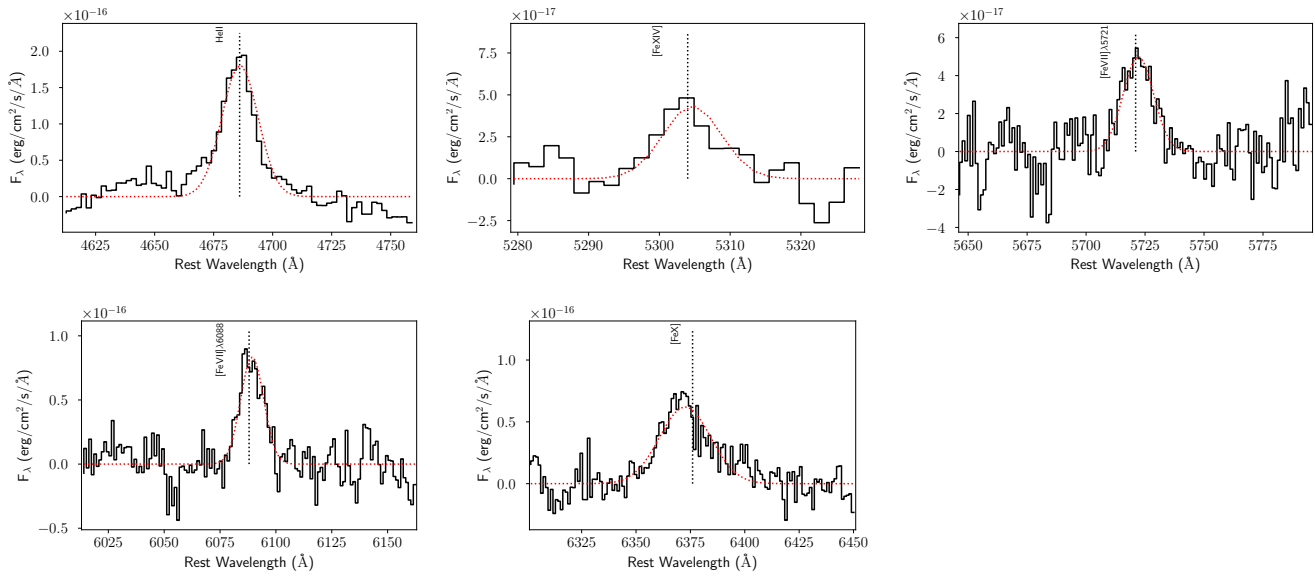 ×10⁻¹⁶
HeII
F_λ (erg/cm²/s/Å)
2.0
1.5
1.0
0.5
0.0
4625 4650 4675 4700 4725 4750
Rest Wavelength (Å)
×10⁻¹⁷
[FeXIV]
F_λ (erg/cm²/s/Å)
7.5
5.0
2.5
0.0
−2.5
5280 5290 5300 5310 5320
Rest Wavelength (Å)
×10⁻¹⁷
[FeVII]λ5721
F_λ (erg/cm²/s/Å)
6
4
2
0
−2
−4
5650 5675 5700 5725 5750 5775
Rest Wavelength (Å)
×10⁻¹⁶
[FeVII]λ6088
F_λ (erg/cm²/s/Å)
1.0
0.5
0.0
−0.5
6025 6050 6075 6100 6125 6150
Rest Wavelength (Å)
×10⁻¹⁶
[FeX]
F_λ (erg/cm²/s/Å)
1.0
0.5
0.0
6325 6350 6375 6400 6425 6450
Rest Wavelength (Å)